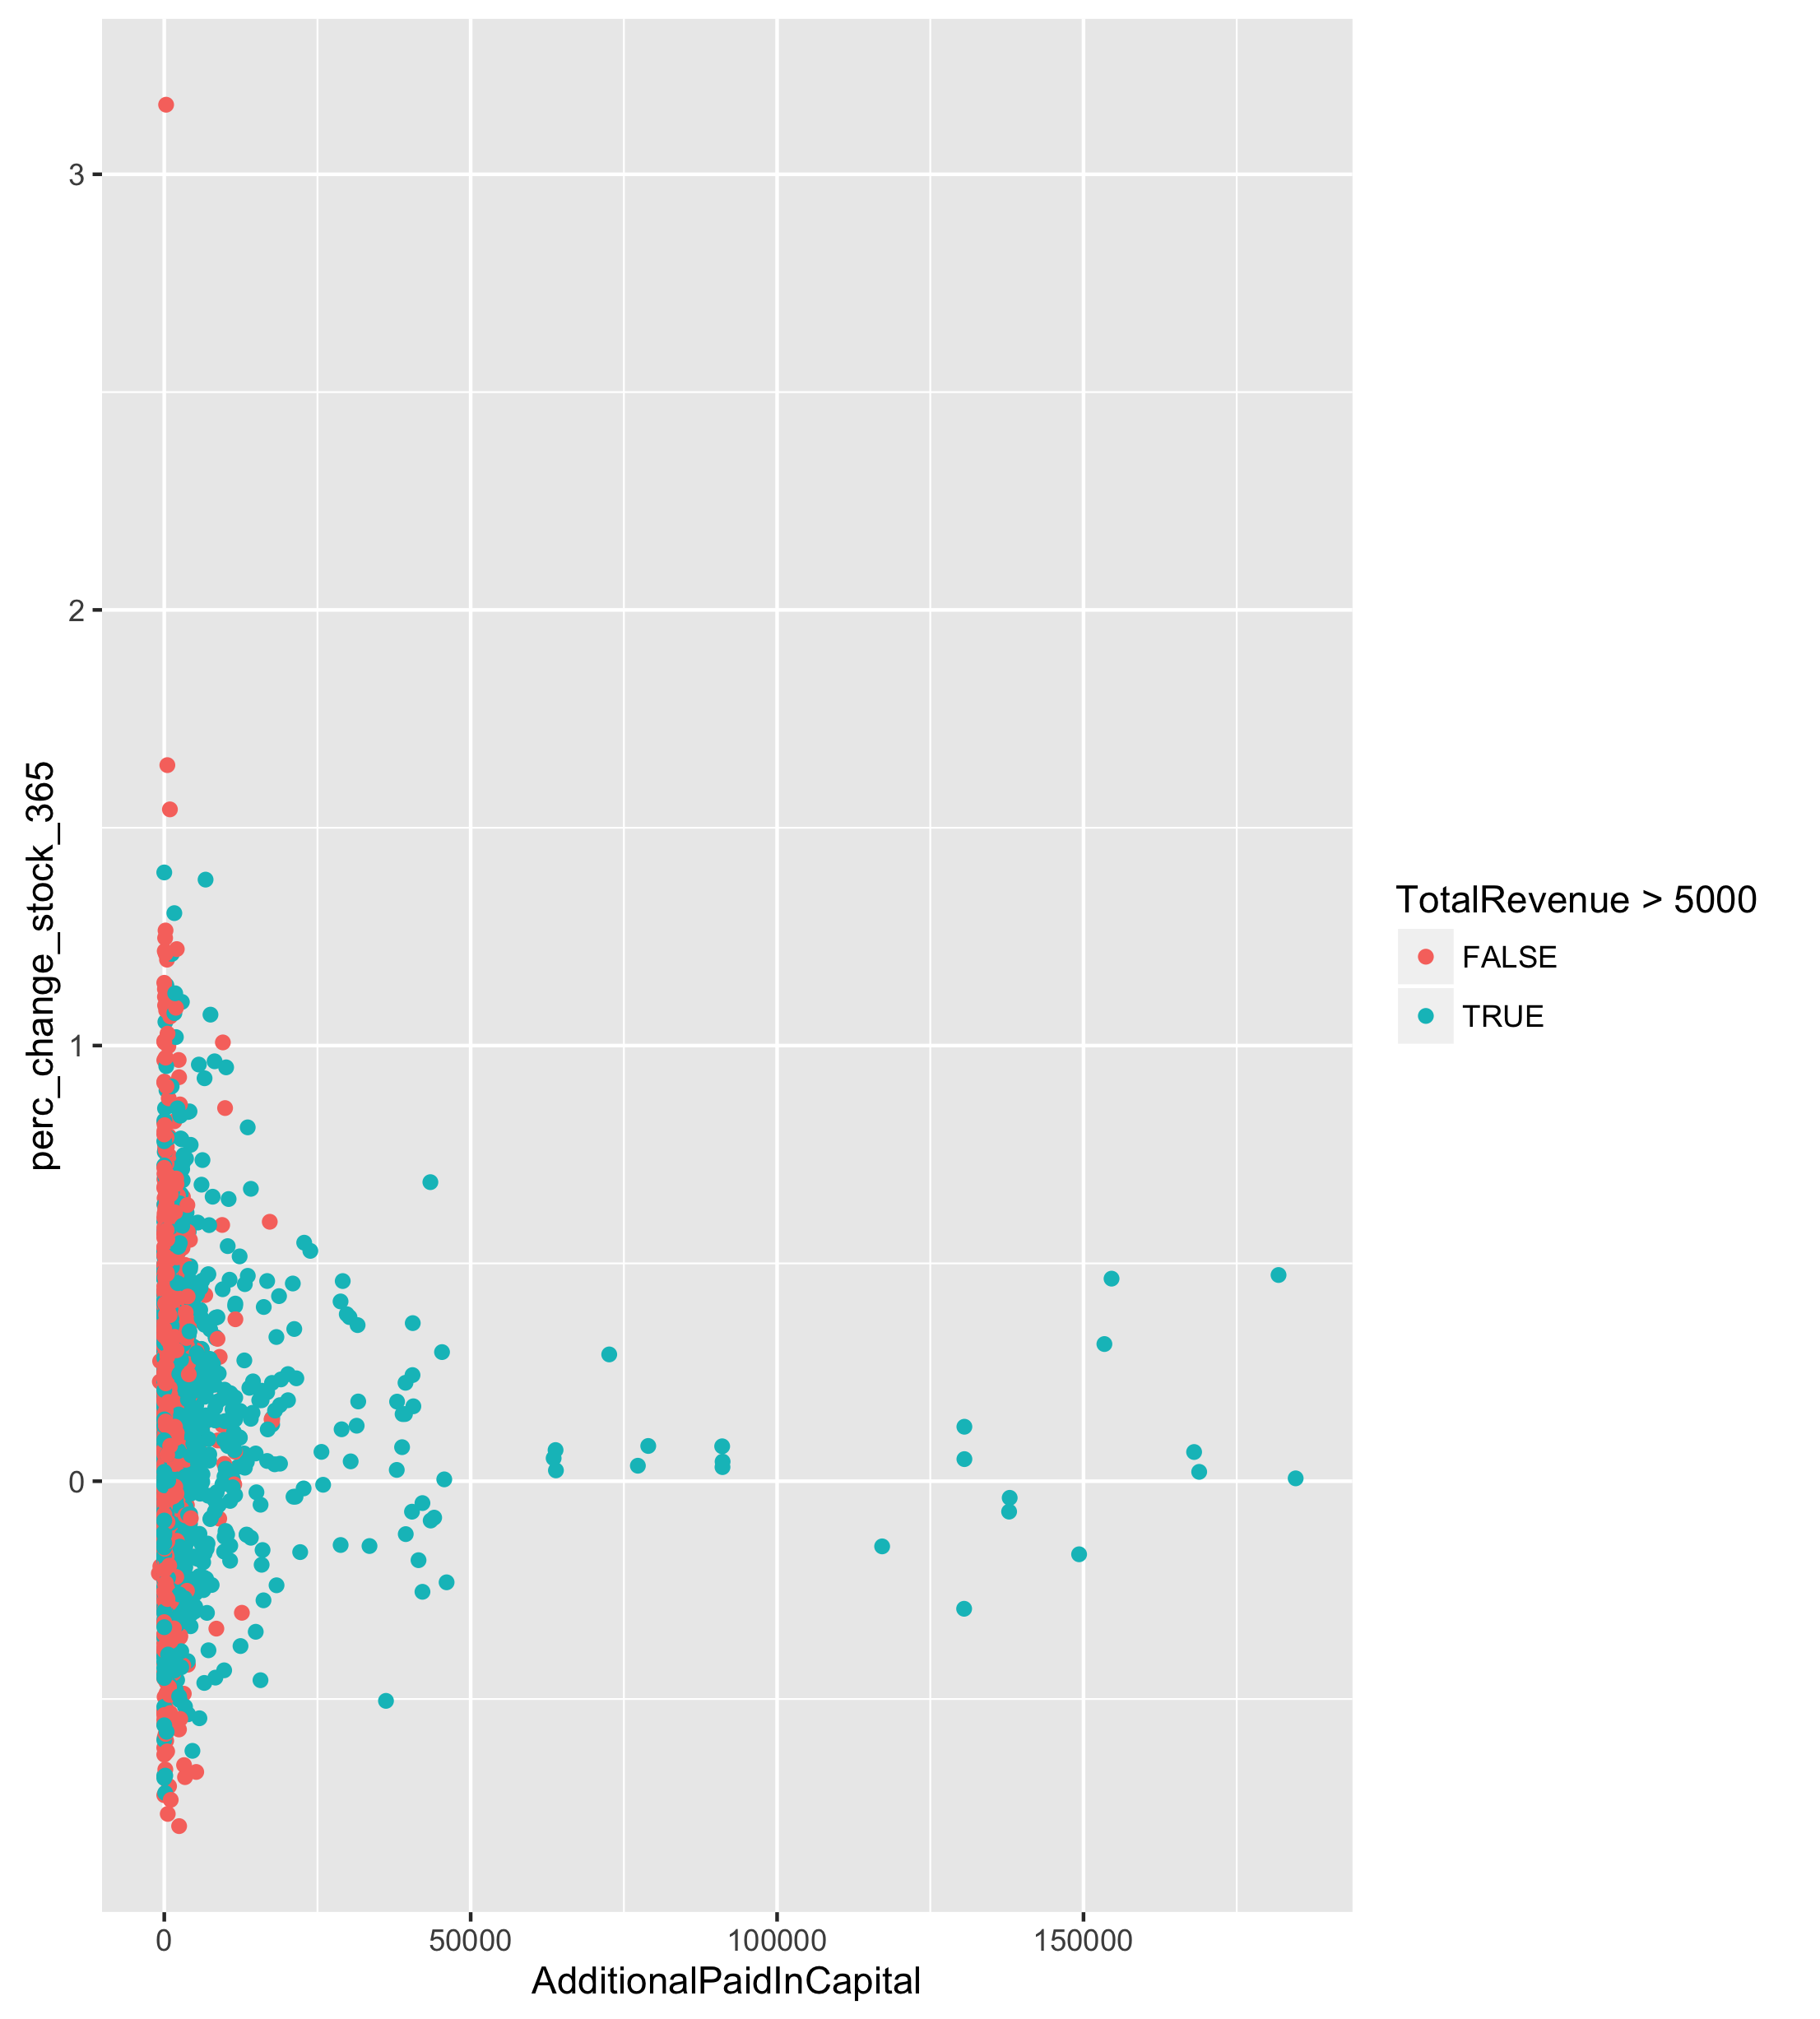 3
2
1
0
perc_change_stock_365
0
50000
100000
150000
AdditionalPaidInCapital
TotalRevenue > 5000
FALSE
TRUE